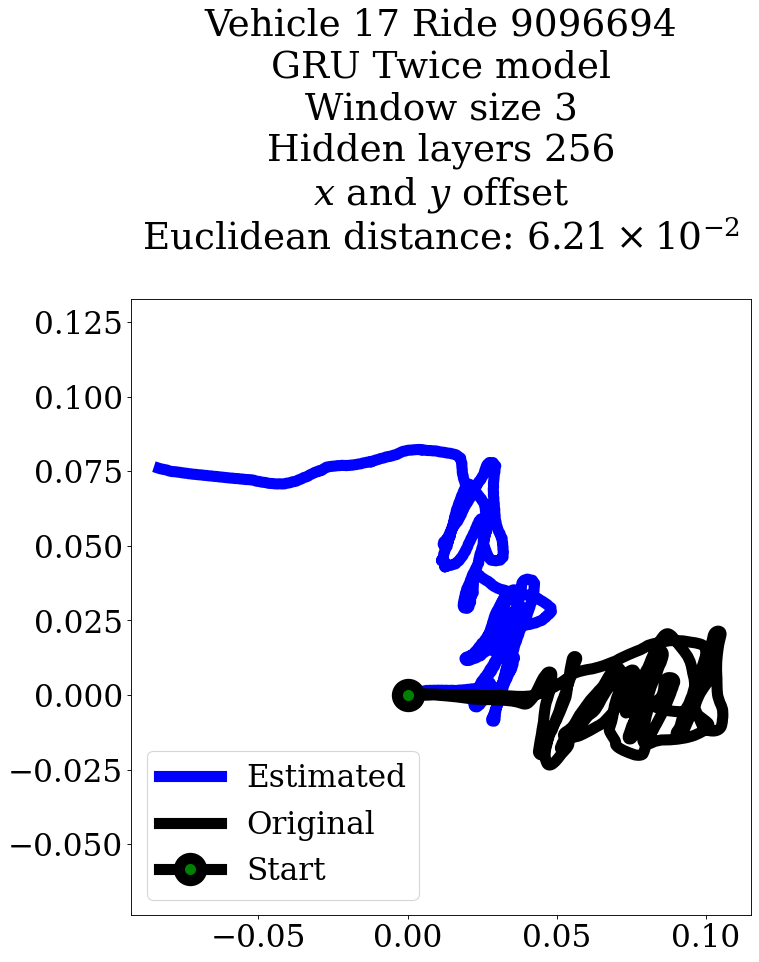 Vehicle 17 Ride 9096694
GRU Twice model
Window size 3
Hidden layers 256
x and y offset
Euclidean distance: 6.21 × 10⁻²
0.125
0.100
0.075
0.050
0.025
0.000
−0.025
−0.050
Estimated
Original
Start
−0.05 0.00 0.05 0.10